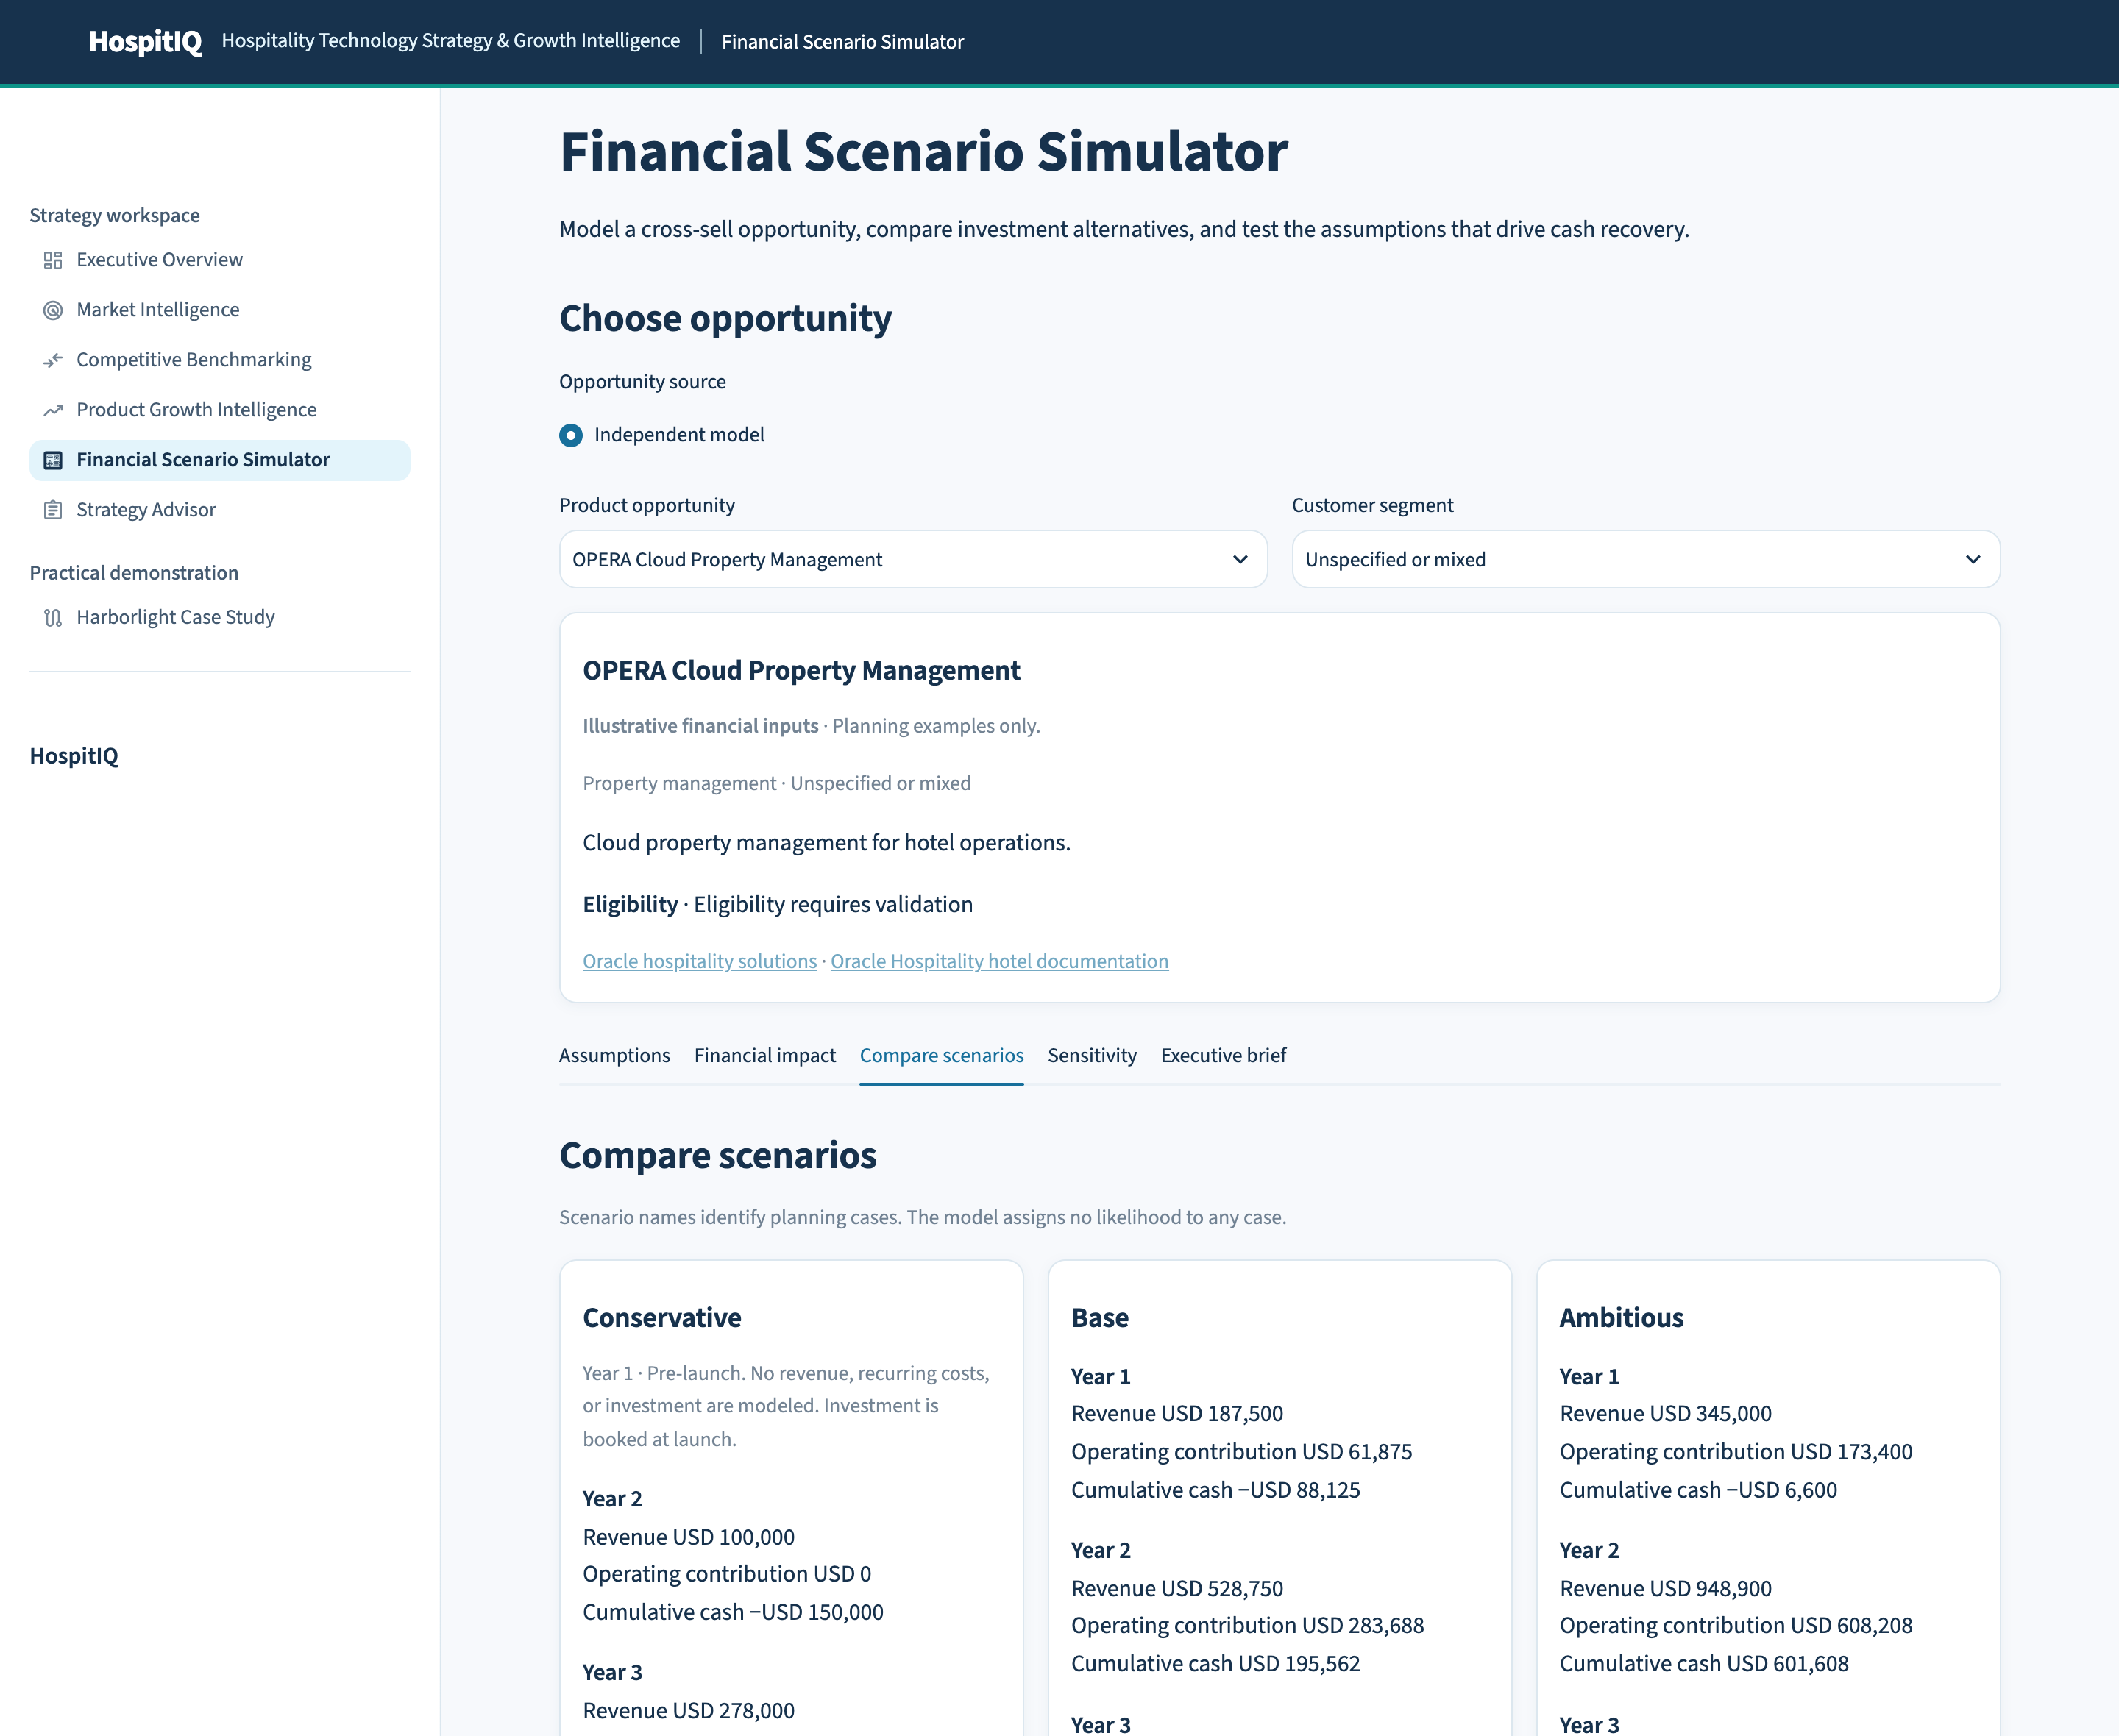 HospitIQ Hospitality Technology Strategy & Growth Intelligence Financial Scenario Simulator
Strategy workspace
Executive Overview
Market Intelligence
Competitive Benchmarking
Product Growth Intelligence
Financial Scenario Simulator
Strategy Advisor
Practical demonstration
Harborlight Case Study
HospitIQ
Financial Scenario Simulator
Model a cross-sell opportunity, compare investment alternatives, and test the assumptions that drive cash recovery.
Choose opportunity
Opportunity source
Independent model
Product opportunity
OPERA Cloud Property Management
Customer segment
Unspecified or mixed
OPERA Cloud Property Management
Illustrative financial inputs · Planning examples only.
Property management · Unspecified or mixed
Cloud property management for hotel operations.
Eligibility · Eligibility requires validation
Oracle hospitality solutions · Oracle Hospitality hotel documentation
Assumptions Financial impact Compare scenarios Sensitivity Executive brief
Compare scenarios
Scenario names identify planning cases. The model assigns no likelihood to any case.
Conservative
Year 1 · Pre-launch. No revenue, recurring costs,
or investment are modeled. Investment is
booked at launch.
Year 2
Revenue USD 100,000
Operating contribution USD 0
Cumulative cash −USD 150,000
Year 3
Revenue USD 278,000
Base
Year 1
Revenue USD 187,500
Operating contribution USD 61,875
Cumulative cash −USD 88,125
Year 2
Revenue USD 528,750
Operating contribution USD 283,688
Cumulative cash USD 195,562
Year 3
Ambitious
Year 1
Revenue USD 345,000
Operating contribution USD 173,400
Cumulative cash −USD 6,600
Year 2
Revenue USD 948,900
Operating contribution USD 608,208
Cumulative cash USD 601,608
Year 3